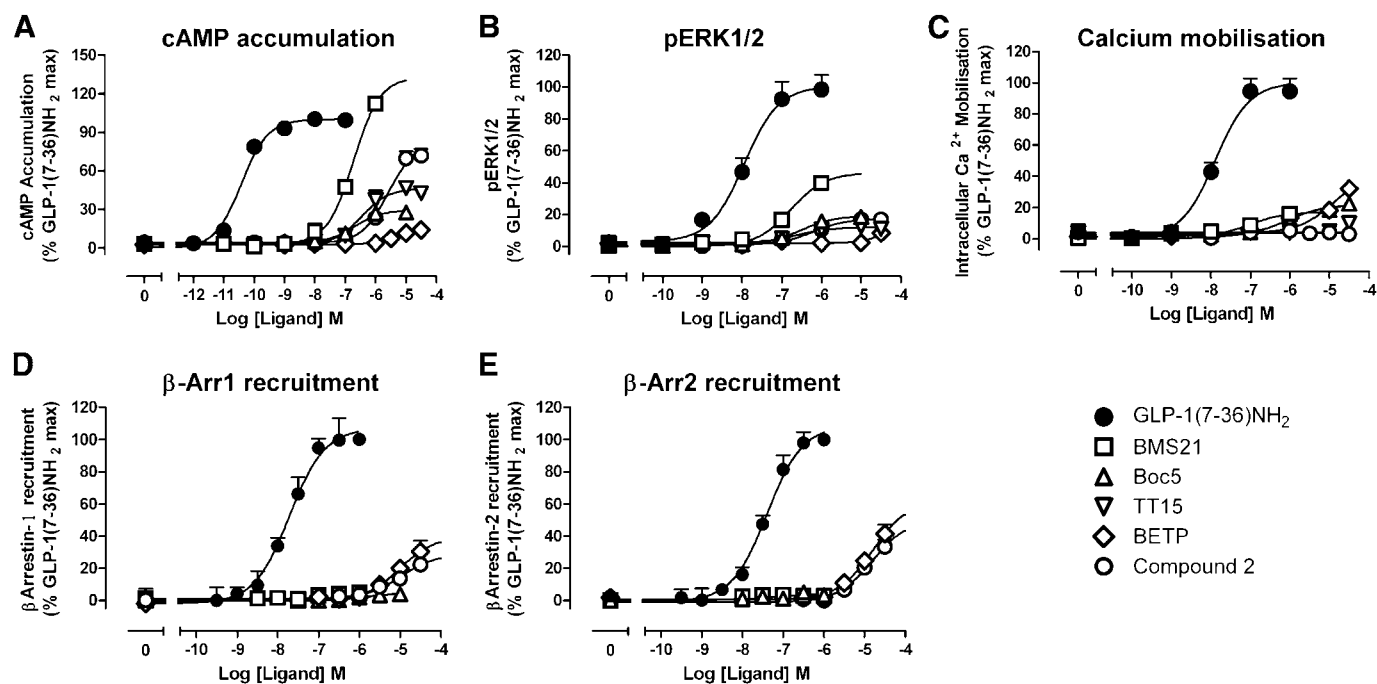 A
cAMP accumulation
cAMP Accumulation
(% GLP-1(7-36)NH2 max)
150
120
90
60
30
0
0 -12 -11 -10 -9 -8 -7 -6 -5 -4
Log [Ligand] M
B
pERK1/2
pERK1/2
(% GLP-1(7-36)NH2 max)
120
100
80
60
40
20
0
0 -10 -9 -8 -7 -6 -5 -4
Log [Ligand] M
C
Calcium mobilisation
Intracellular Ca2+ Mobilisation
(% GLP-1(7-36)NH2 max)
120
100
80
60
40
20
0
0 -10 -9 -8 -7 -6 -5 -4
Log [Ligand] M
D
β-Arr1 recruitment
βArrestin-1 recruitment
(% GLP-1(7-36)NH2 max)
120
100
80
60
40
20
0
0 -10 -9 -8 -7 -6 -5 -4
Log [Ligand] M
E
β-Arr2 recruitment
βArrestin-2 recruitment
(% GLP-1(7-36)NH2 max)
120
100
80
60
40
20
0
0 -10 -9 -8 -7 -6 -5 -4
Log [Ligand] M
GLP-1(7-36)NH2
BMS21
Boc5
TT15
BETP
Compound 2